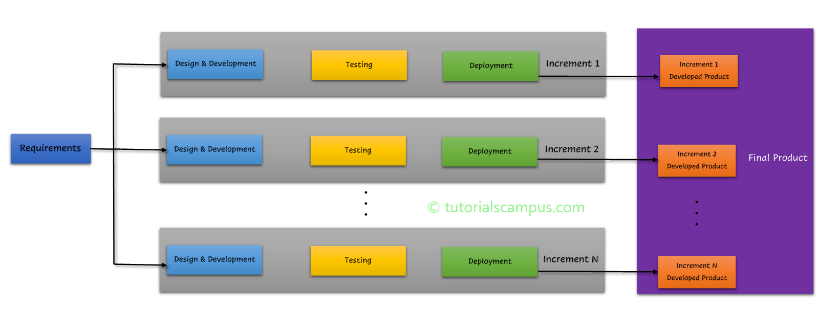 Design & Development
Testing
Deployment
Increment 1
Increment 1
Developed Product
Requirements
Design & Development
Testing
Deployment
Increment 2
Increment 2
Developed Product
Final Product
© tutorialscampus.com
Design & Development
Testing
Deployment
Increment N
Increment N
Developed Product